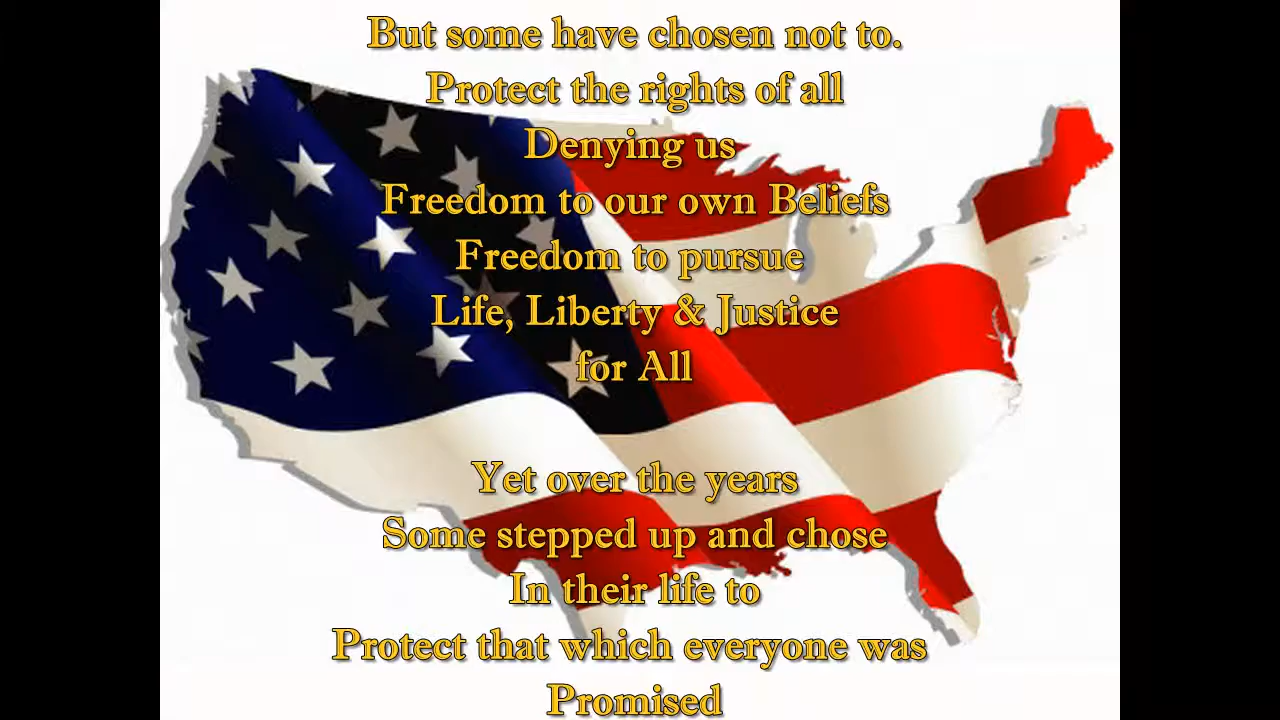 But some have chosen not to.
Protect the rights of all
Denying us
Freedom to our own Beliefs
Freedom to pursue
Life, Liberty & Justice
for All
Yet over the years
Some stepped up and chose
In their life to
Protect that which everyone was
Promised